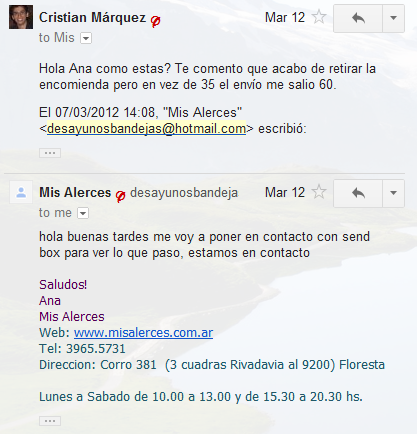 Cristian Márquez Mar 12
to Mis
Hola Ana como estas? Te comento que acabo de retirar la
encomienda pero en vez de 35 el envío me salio 60.
El 07/03/2012 14:08, "Mis Alerces"
<desayunosbandejas@hotmail.com> escribió:
Mis Alerces desayunosbandeja Mar 12
to me
hola buenas tardes me voy a poner en contacto con send
box para ver lo que paso, estamos en contacto
Saludos!
Ana
Mis Alerces
Web: www.misalerces.com.ar
Tel: 3965.5731
Direccion: Corro 381 (3 cuadras Rivadavia al 9200) Floresta
Lunes a Sabado de 10.00 a 13.00 y de 15.30 a 20.30 hs.